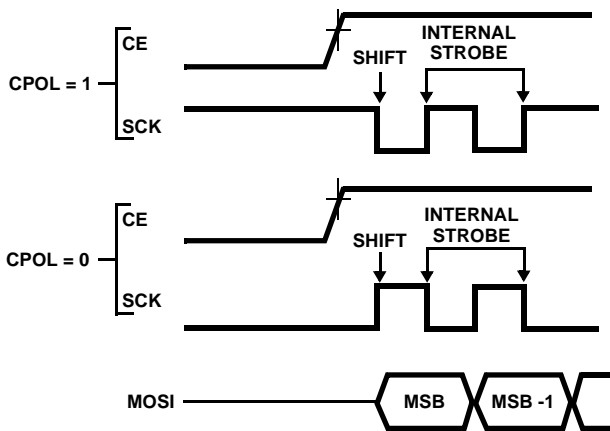 CE
INTERNAL
STROBE
SHIFT
CPOL = 1
SCK
CE
INTERNAL
STROBE
SHIFT
CPOL = 0
SCK
MOSI
MSB
MSB -1